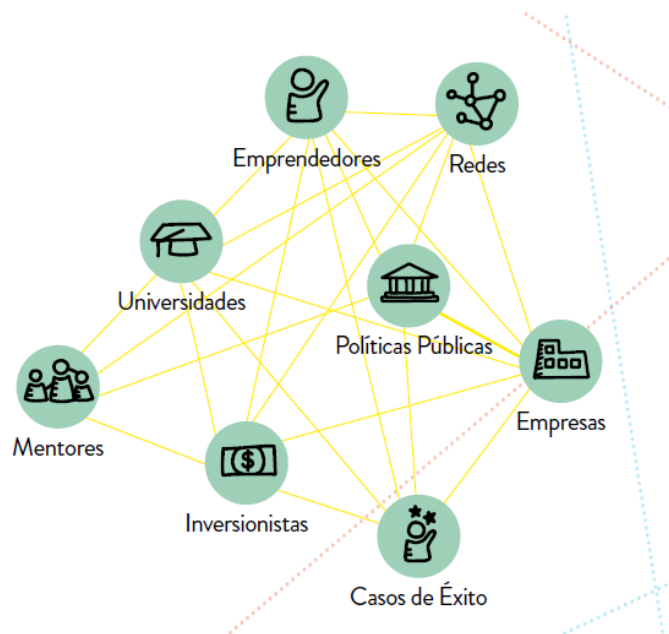 Emprendedores
Redes
Universidades
Políticas Públicas
Empresas
Mentores
$
Inversionistas
Casos de Éxito